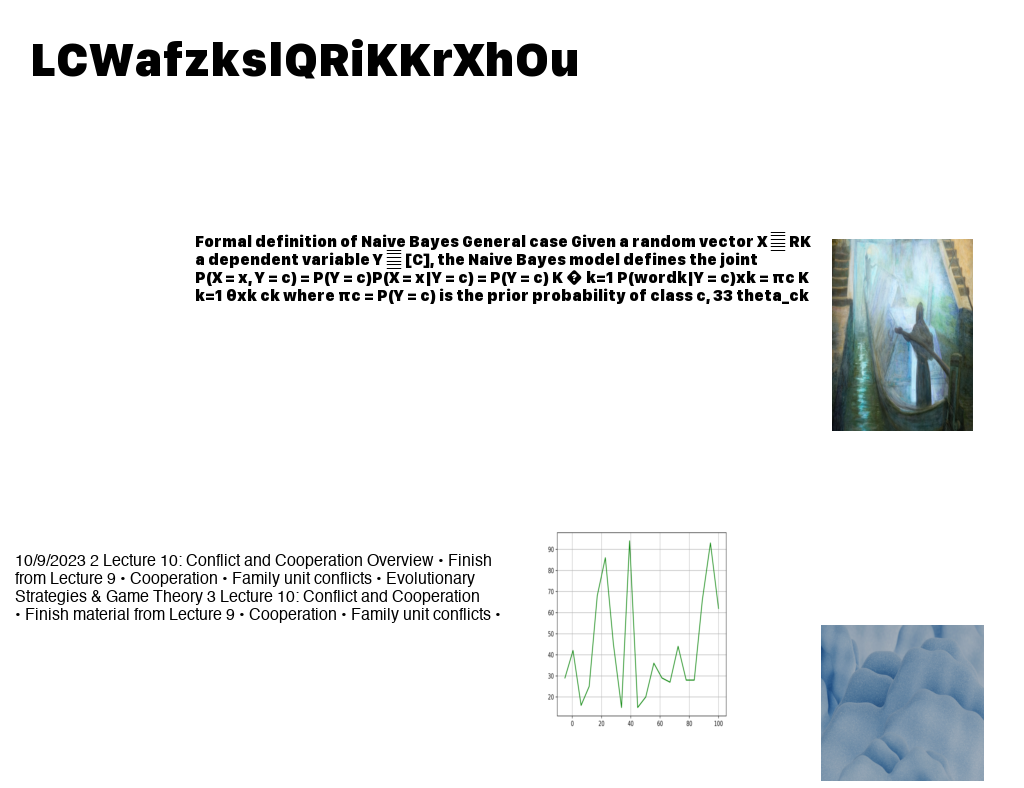 LCWafzkslQRiKKrXhOu
Formal definition of Naive Bayes General case Given a random vector X RK
a dependent variable Y [C], the Naive Bayes model defines the joint
P(X = x, Y = c) = P(Y = c)P(X = x|Y = c) = P(Y = c) K � k=1 P(wordk|Y = c)xk = πc K
k=1 θxk ck where πc = P(Y = c) is the prior probability of class c, 33 theta_ck
10/9/2023 2 Lecture 10: Conflict and Cooperation Overview • Finish
from Lecture 9 • Cooperation • Family unit conflicts • Evolutionary
Strategies & Game Theory 3 Lecture 10: Conflict and Cooperation
• Finish material from Lecture 9 • Cooperation • Family unit conflicts •
90
80
70
60
50
40
30
20
0 20 40 60 80 100